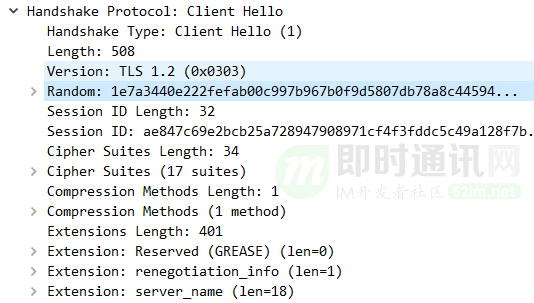 Handshake Protocol: Client Hello
Handshake Type: Client Hello (1)
Length: 508
Version: TLS 1.2 (0x0303)
Random: 1e7a3440e222fefab00c997b967b0f9d5807db78a8c44594...
Session ID Length: 32
Session ID: ae847c69e2bcb25a728947908971cf4f3fddc5c49a128f7b.
Cipher Suites Length: 34
Cipher Suites (17 suites)
Compression Methods Length: 1
Compression Methods (1 method)
Extensions Length: 401
Extension: Reserved (GREASE) (len=0)
Extension: renegotiation_info (len=1)
Extension: server_name (len=18)
即时通讯网
IM开发者社区 52im.net